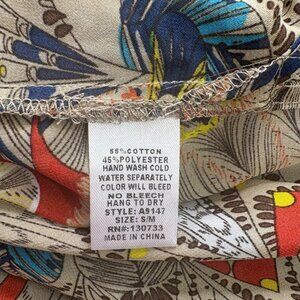 55%COTTON
45%POLYESTER
HAND WASH COLD
WATER SEPARATELY
COLOR WILL BLEED
NO BLEECH
HANG TO DRY
STYLE: A9147
SIZE: S/M
RN#: 130733
MADE IN CHINA